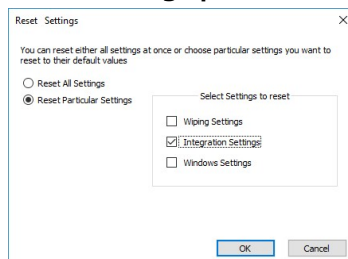 Reset Settings
You can reset either all settings at once or choose particular settings you want to
reset to their default values
Reset All Settings
Reset Particular Settings
Select Settings to reset
Wiping Settings
Integration Settings
Windows Settings
OK
Cancel